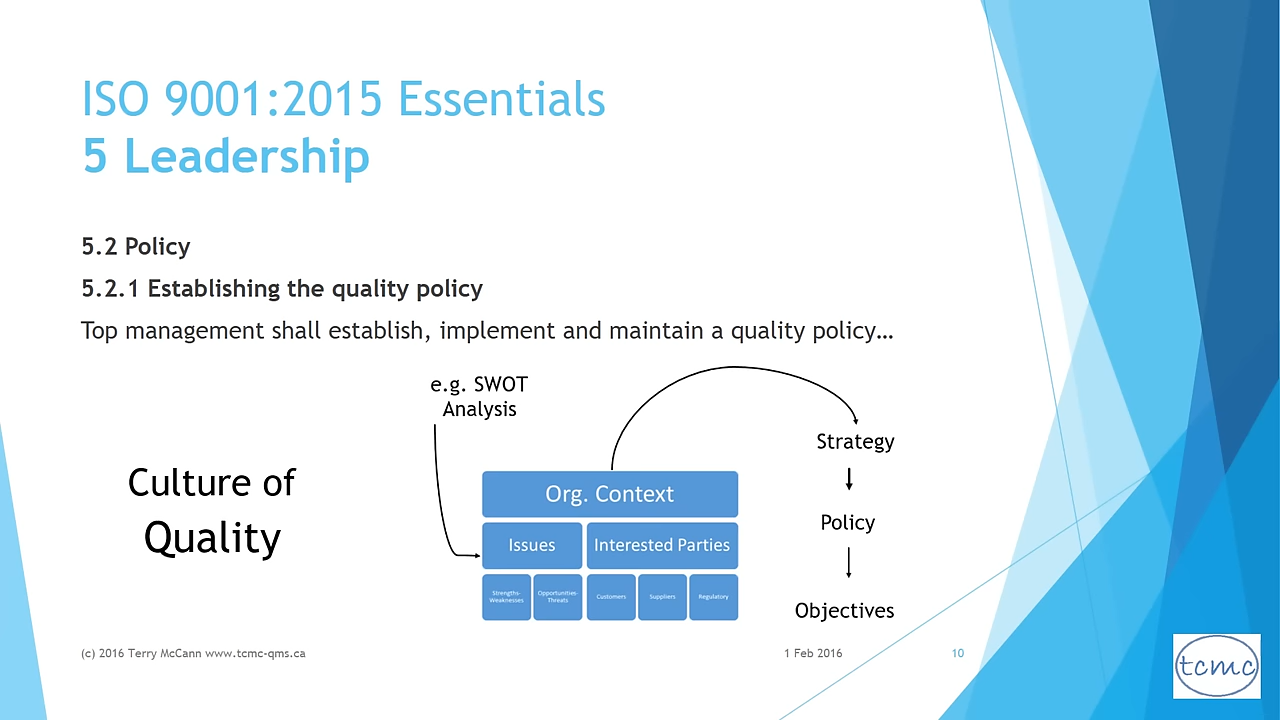 ISO 9001:2015 Essentials
5 Leadership
5.2 Policy
5.2.1 Establishing the quality policy
Top management shall establish, implement and maintain a quality policy…
e.g. SWOT
Analysis
Culture of
Quality
Org. Context
Issues
Interested Parties
Strengths-
Weaknesses
Opportunities-
Threats
Customers
Suppliers
Regulatory
Strategy
Policy
Objectives
(c) 2016 Terry McCann www.tcmc-qms.ca
1 Feb 2016
10
tcmc